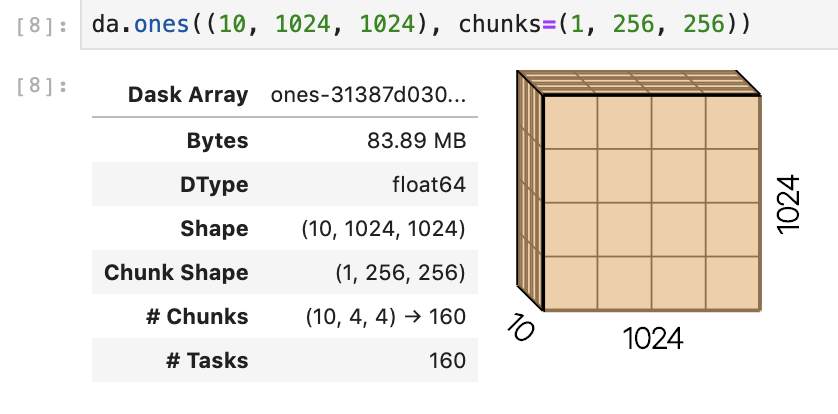 [8]: da.ones((10, 1024, 1024), chunks=(1, 256, 256))
[8]:
Dask Array ones-31387d030...
Bytes 83.89 MB
DType float64
Shape (10, 1024, 1024)
Chunk Shape (1, 256, 256)
# Chunks (10, 4, 4) → 160
# Tasks 160
10
1024
1024